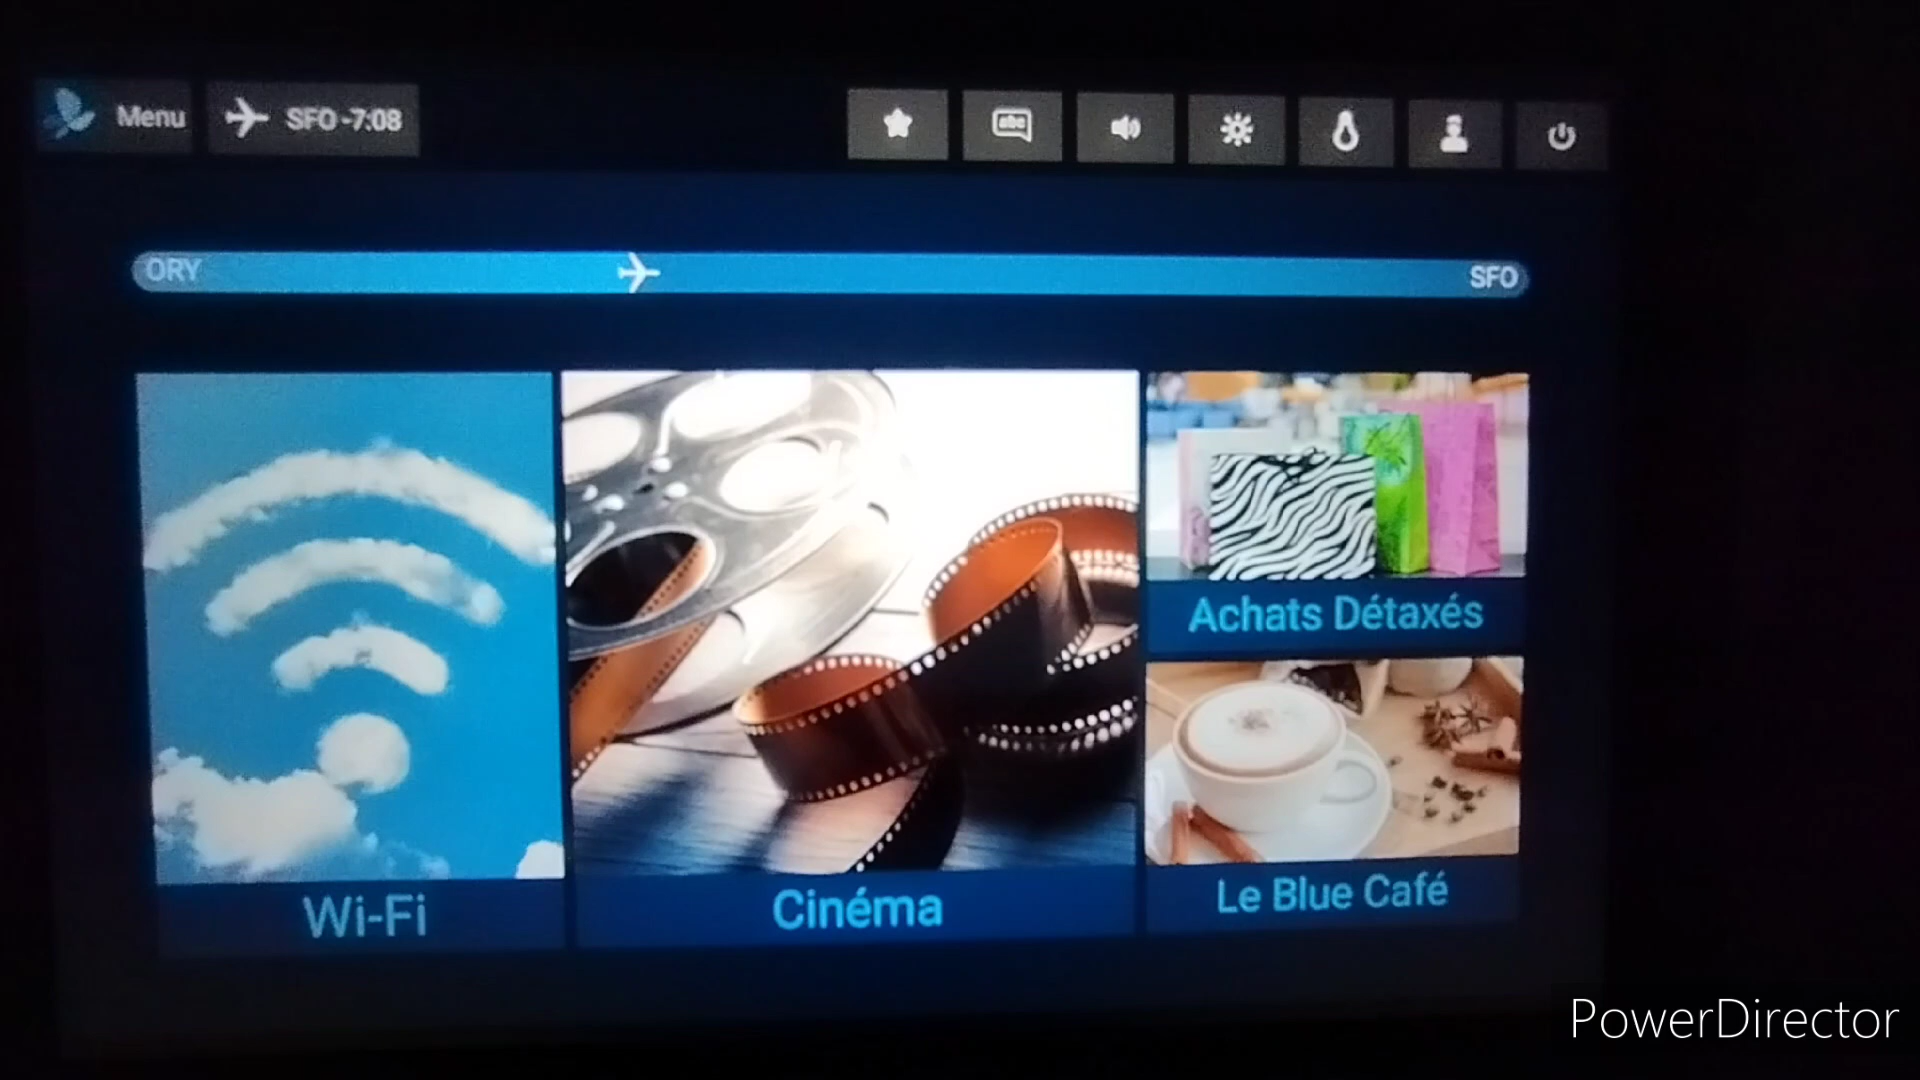 Menu
SFO -7:08
abc
ORY
SFO
Wi-Fi
Cinéma
Achats Détaxés
Le Blue Café
PowerDirector